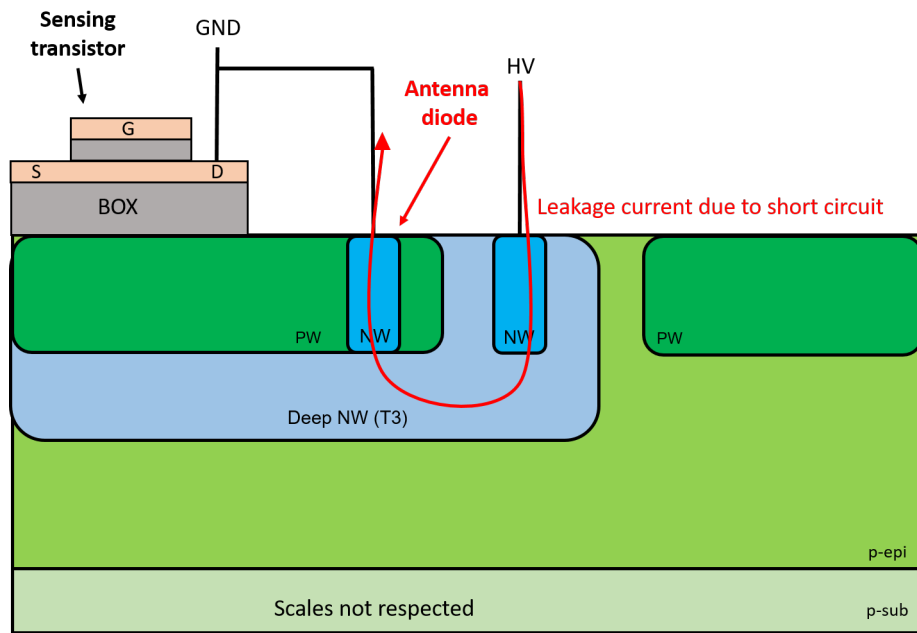 Sensing
transistor
GND
HV
Antenna
diode
G
S
D
BOX
Leakage current due to short circuit
PW
NW
NW
PW
Deep NW (T3)
p-epi
Scales not respected
p-sub